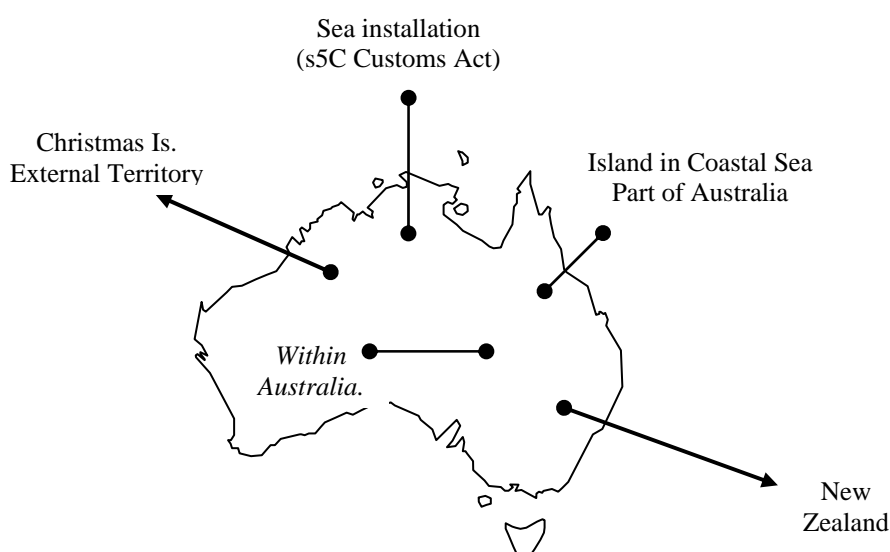 Sea installation
(s5C Customs Act)
Christmas Is.
External Territory
Island in Coastal Sea
Part of Australia
Within
Australia.
New
Zealand